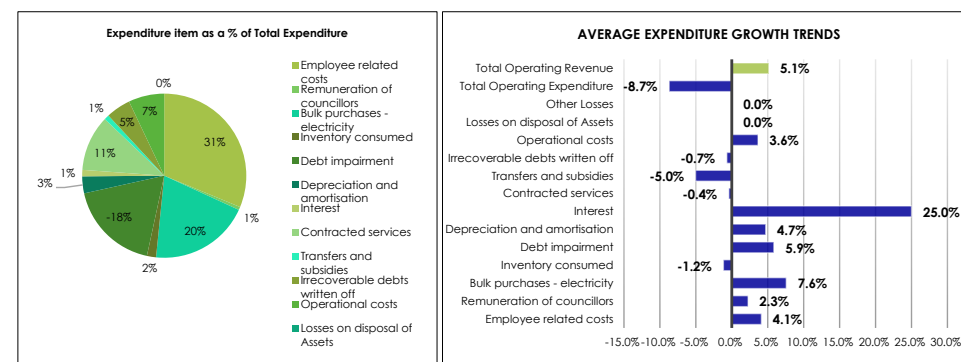 Expenditure item as a % of Total Expenditure
0%
1%
5%
7%
31%
11%
1%
3%
-18%
20%
1%
2%
Employee related
costs
Remuneration of
councillors
Bulk purchases -
electricity
Inventory consumed
Debt impairment
Depreciation and
amortisation
Interest
Contracted services
Transfers and
subsidies
Irrecoverable debts
written off
Operational costs
Losses on disposal of
Assets
AVERAGE EXPENDITURE GROWTH TRENDS
Total Operating Revenue 5.1%
Total Operating Expenditure -8.7%
Other Losses 0.0%
Losses on disposal of Assets 0.0%
Operational costs 3.6%
Irrecoverable debts written off -0.7%
Transfers and subsidies -5.0%
Contracted services -0.4%
Interest 25.0%
Depreciation and amortisation 4.7%
Debt impairment 5.9%
Inventory consumed -1.2%
Bulk purchases - electricity 7.6%
Remuneration of councillors 2.3%
Employee related costs 4.1%
-15.0% -10.0% -5.0% 0.0% 5.0% 10.0% 15.0% 20.0% 25.0% 30.0%